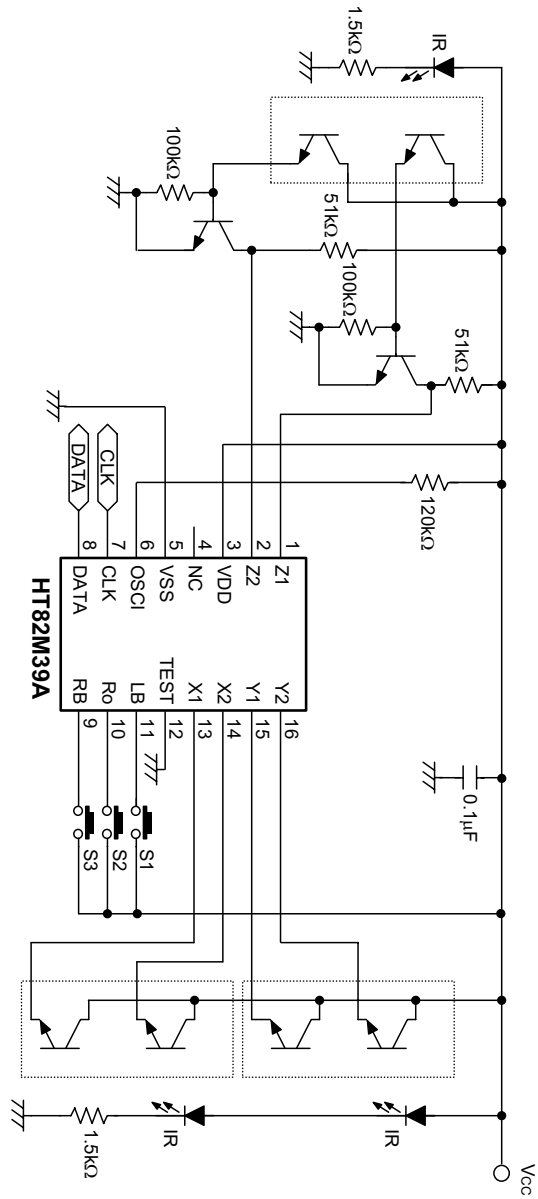 IR
1.5kΩ
100kΩ
51kΩ
100kΩ
51kΩ
120kΩ
0.1μF
CLK
DATA
1 Z1
2 Z2
3 VDD
4 NC
5 VSS
6 OSCI
7 CLK
8 DATA
Y2 16
Y1 15
X2 14
X1 13
TEST 12
LB 11
Ro 10
RB 9
HT82M39A
S1
S2
S3
IR
IR
1.5kΩ
Vcc